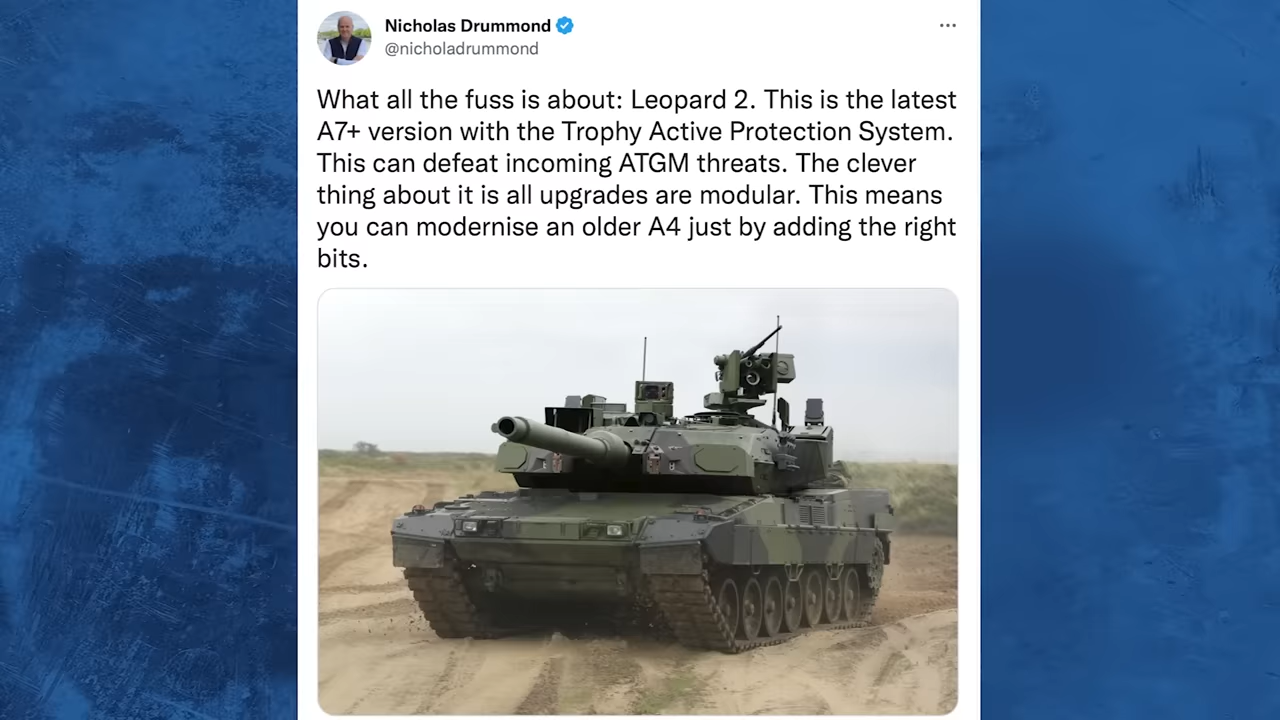 Nicholas Drummond
@nicholadrummond
What all the fuss is about: Leopard 2. This is the latest
A7+ version with the Trophy Active Protection System.
This can defeat incoming ATGM threats. The clever
thing about it is all upgrades are modular. This means
you can modernise an older A4 just by adding the right
bits.